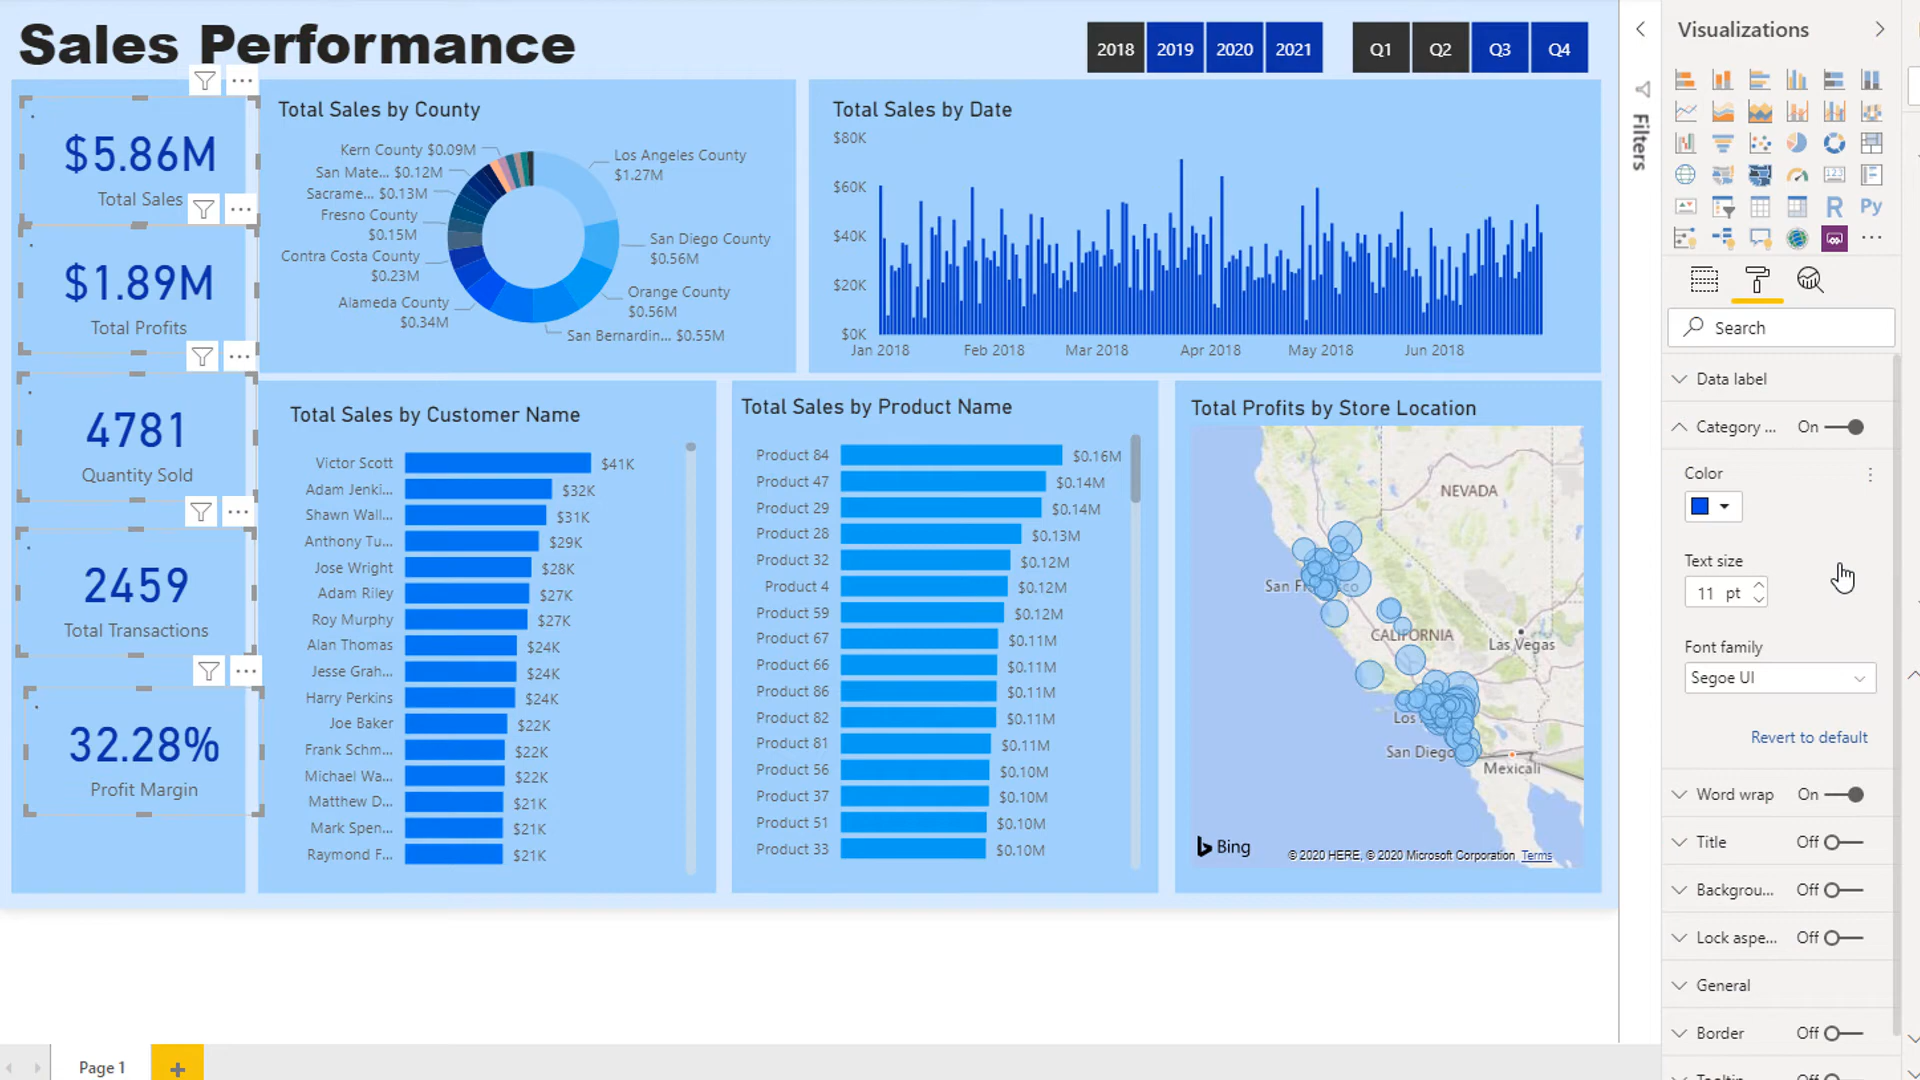 Sales Performance
2018 2019 2020 2021 Q1 Q2 Q3 Q4
$5.86M
Total Sales
$1.89M
Total Profits
4781
Quantity Sold
2459
Total Transactions
32.28%
Profit Margin
Total Sales by County
Kern County $0.09M
San Mate... $0.12M
Sacrame... $0.13M
Fresno County
$0.15M
Contra Costa County
$0.23M
Alameda County
$0.34M
Los Angeles County
$1.27M
San Diego County
$0.56M
Orange County
$0.56M
San Bernardin... $0.55M
Total Sales by Date
$80K
$60K
$40K
$20K
$0K
Jan 2018 Feb 2018 Mar 2018 Apr 2018 May 2018 Jun 2018
Total Sales by Customer Name
Victor Scott $41K
Adam Jenki... $32K
Shawn Wall... $31K
Anthony Tu... $29K
Jose Wright $28K
Adam Riley $27K
Roy Murphy $27K
Alan Thomas $24K
Jesse Grah... $24K
Harry Perkins $24K
Joe Baker $22K
Frank Schm... $22K
Michael Wa... $22K
Matthew D... $21K
Mark Spen... $21K
Raymond F... $21K
Total Sales by Product Name
Product 84 $0.16M
Product 47 $0.14M
Product 29 $0.14M
Product 28 $0.13M
Product 32 $0.12M
Product 4 $0.12M
Product 59 $0.12M
Product 67 $0.11M
Product 66 $0.11M
Product 86 $0.11M
Product 82 $0.11M
Product 81 $0.11M
Product 56 $0.10M
Product 37 $0.10M
Product 51 $0.10M
Product 33 $0.10M
Total Profits by Store Location
NEVADA
San Fr co
CALIFORNIA
Las Vegas
Los
San Diego
Mexicali
Bing
© 2020 HERE, © 2020 Microsoft Corporation Terms
Filters
Visualizations
123
R
Py
Search
Data label
Category ... On
Color
Text size
11 pt
Font family
Segoe UI
Revert to default
Word wrap On
Title Off
Backgrou... Off
Lock aspe... Off
General
Border Off
Page 1
+